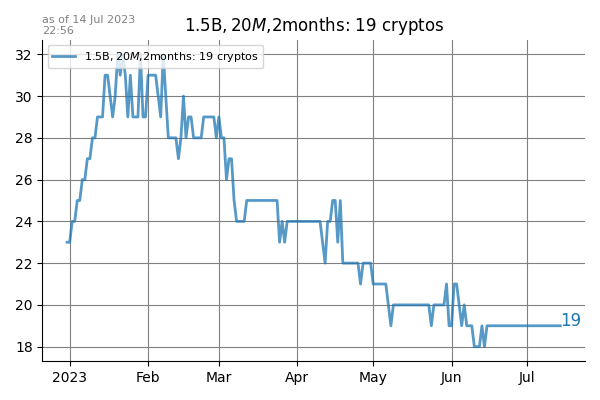 as of 14 Jul 2023
22:56
1.5B, 20M,2months: 19 cryptos
1.5B, 20M,2months: 19 cryptos
32
30
28
26
24
22
20
18
19
2023 Feb Mar Apr May Jun Jul